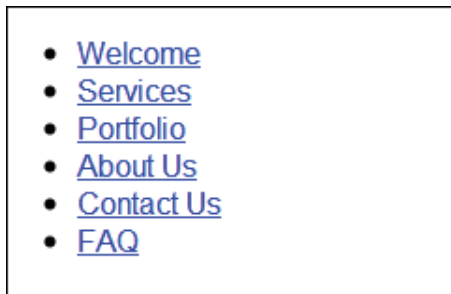 Welcome
Services
Portfolio
About Us
Contact Us
FAQ